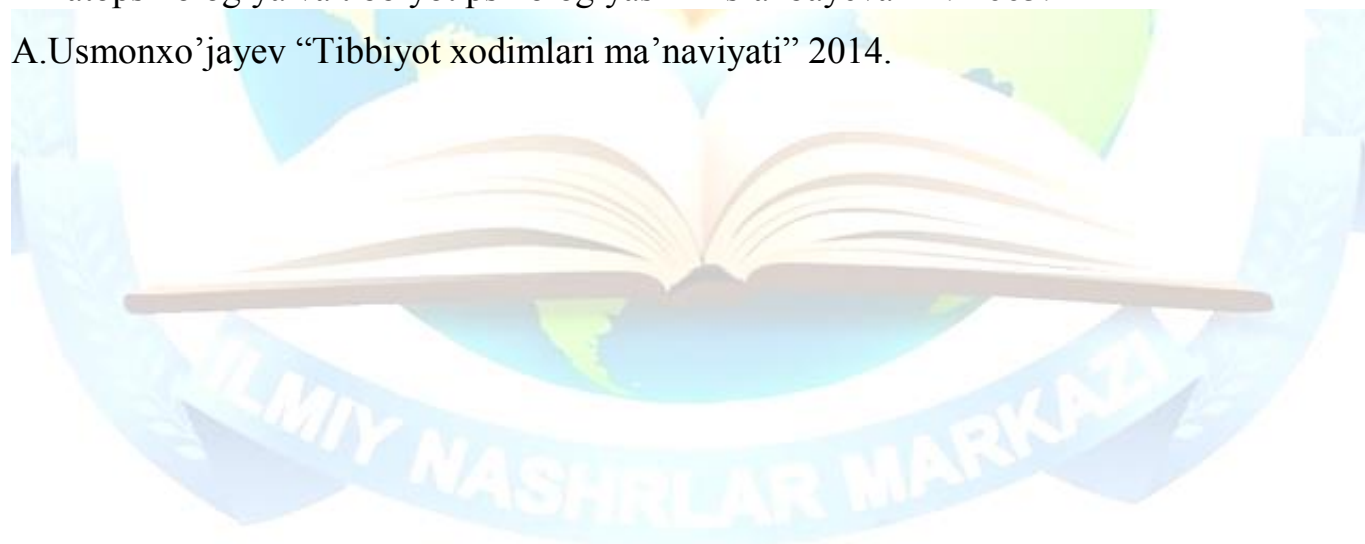 A.Usmonxo’jayev “Tibbiyot xodimlari ma’naviyati” 2014.
ILMIY NASHRLAR MARKAZI